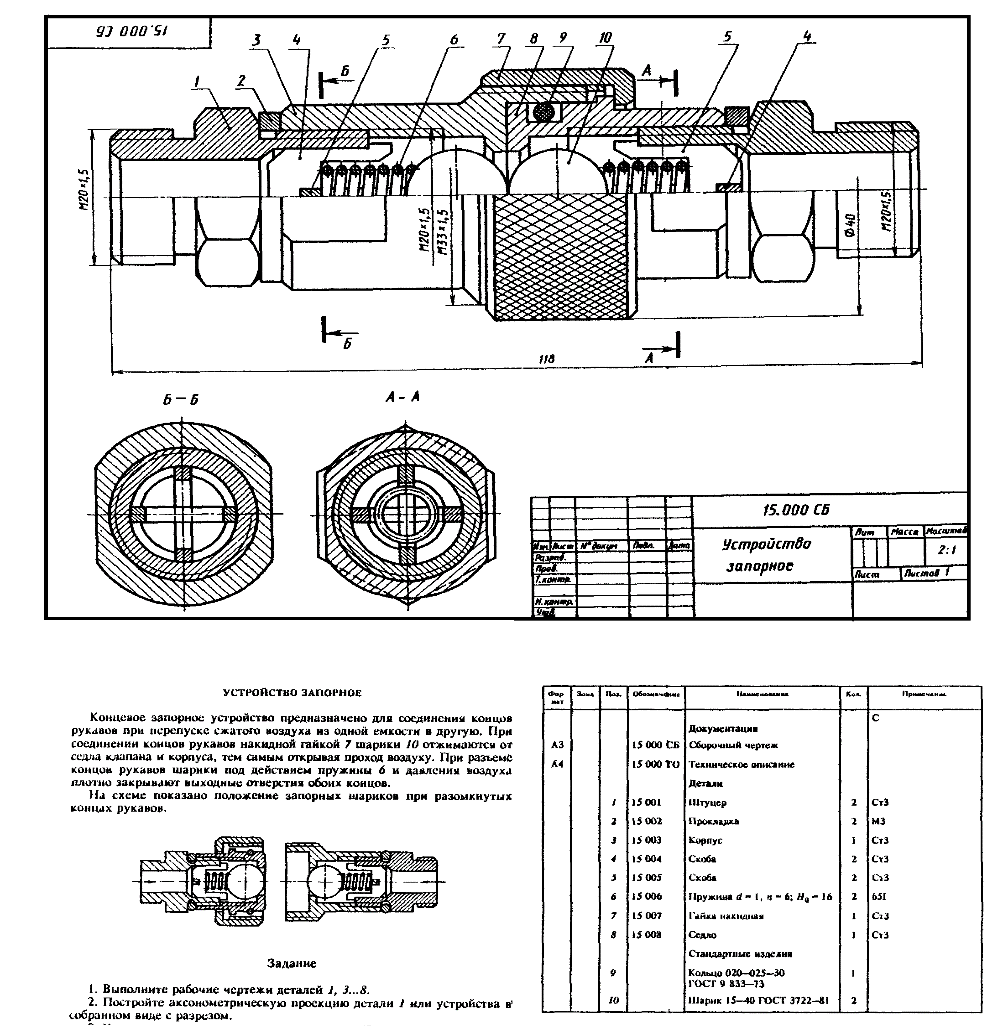 15.000 СБ
1 2 3 4 5 6 7 8 9 10 5 4
Б А
М20×1,5
М20×1,5
М33×1,5
Ø40
М20×1,5
Б А
118
Б – Б А – А
15.000 СБ
Устройство
запорное
Лит Масса Масштаб
2:1
Лист Листов 1
Изм. Лист № докум Подп. Дата
Разраб.
Пров.
Т.контр.
Н.контр.
Утв.
УСТРОЙСТВО ЗАПОРНОЕ
Концевое запорное устройство предназначено для соединения концов
рукавов при перепуске сжатого воздуха из одной емкости в другую. При
соединении концов рукавов накидной гайкой 7 шарики 10 отжимаются от
седла клапана и корпуса, тем самым открывая проход воздуху. При разъеме
концов рукавов шарики под действием пружины 6 и давления воздуха
плотно закрывают выходные отверстия обоих концов.
На схеме показано положение запорных шариков при разомкнутых
концах рукавов.
Задание
1. Выполните рабочие чертежи деталей 1, 3...8.
2. Постройте аксонометрическую проекцию детали 1 или устройства в
собранном виде с разрезом.
Фор мат Зона Поз. Обозначение Наименование Кол. Примечание
С
Документация
А3 15 000 СБ Сборочный чертеж
А4 15 000 ТО Техническое описание
Детали
1 15 001 Штуцер 2 Ст3
2 15 002 Прокладка 2 М3
3 15 003 Корпус 1 Ст3
4 15 004 Скоба 2 Ст3
5 15 005 Скоба 2 Ст3
6 15 006 Пружина d = 1, n = 6; H₀ = 16 2 65Г
7 15 007 Гайка накидная 1 Ст3
8 15 008 Седло 1 Ст3
Стандартные изделия
9 Кольцо 020—025—30 1
ГОСТ 9 833—73
10 Шарик 15—40 ГОСТ 3722—81 2